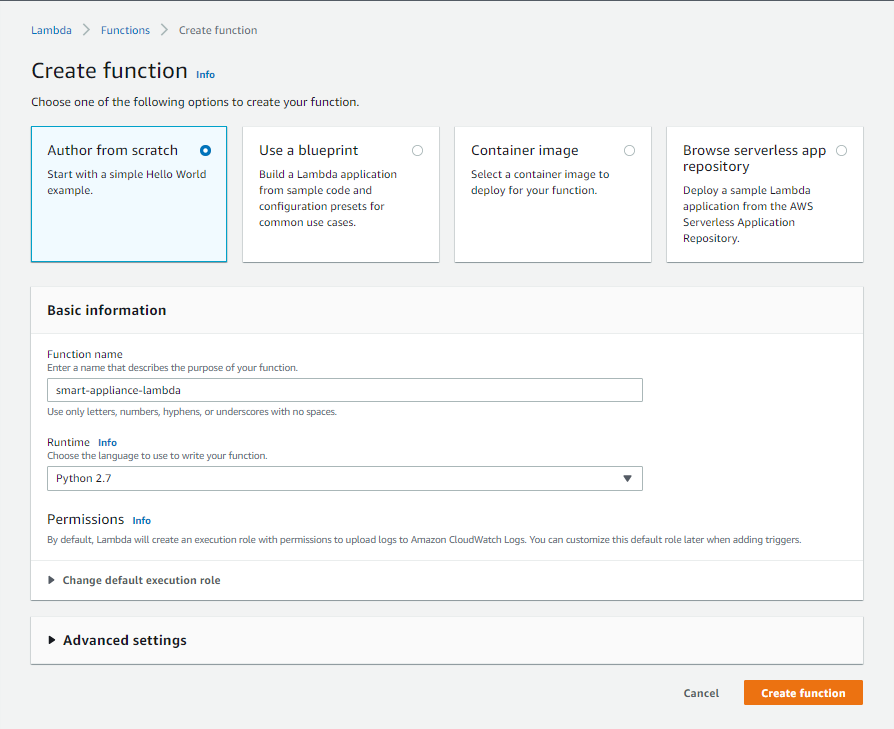 Lambda > Functions > Create function
Create function Info
Choose one of the following options to create your function.
Author from scratch
Start with a simple Hello World
example.
Use a blueprint
Build a Lambda application
from sample code and
configuration presets for
common use cases.
Container image
Select a container image to
deploy for your function.
Browse serverless app
repository
Deploy a sample Lambda
application from the AWS
Serverless Application
Repository.
Basic information
Function name
Enter a name that describes the purpose of your function.
smart-appliance-lambda
Use only letters, numbers, hyphens, or underscores with no spaces.
Runtime Info
Choose the language to use to write your function.
Python 2.7
Permissions Info
By default, Lambda will create an execution role with permissions to upload logs to Amazon CloudWatch Logs. You can customize this default role later when adding triggers.
Change default execution role
Advanced settings
Cancel
Create function